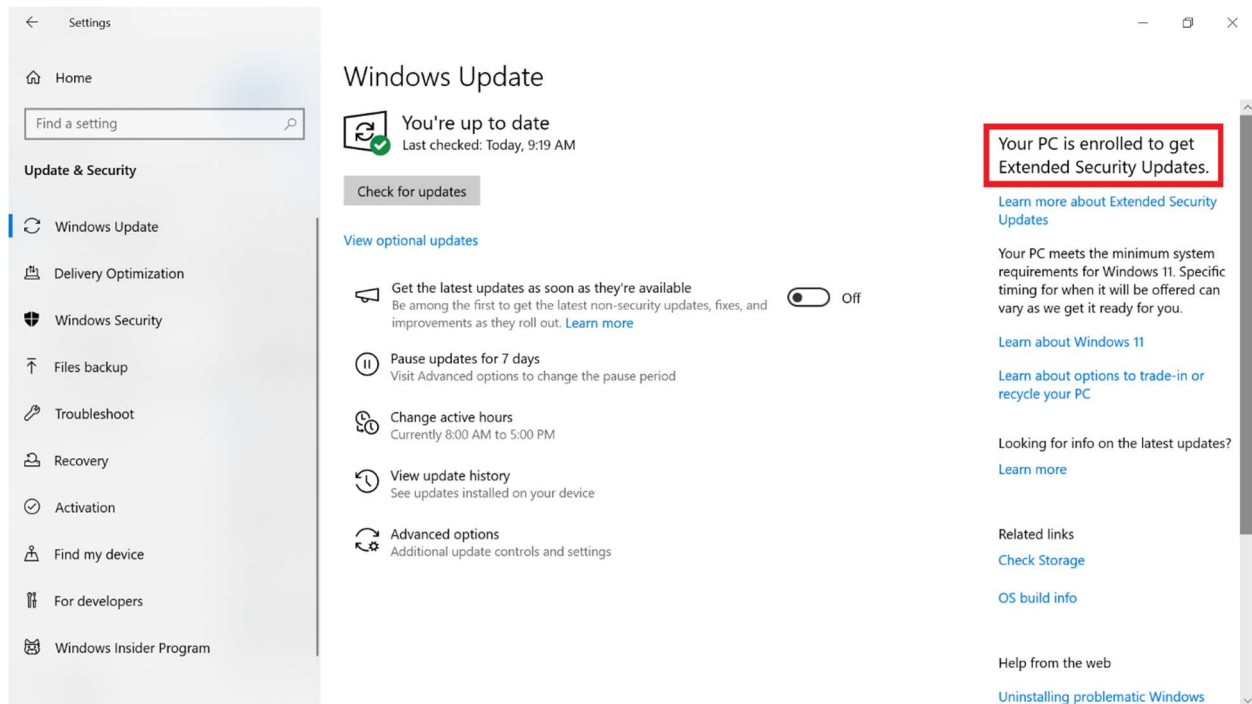 Settings
Home
Find a setting
Update & Security
Windows Update
Delivery Optimization
Windows Security
Files backup
Troubleshoot
Recovery
Activation
Find my device
For developers
Windows Insider Program
Windows Update
You're up to date
Last checked: Today, 9:19 AM
Check for updates
View optional updates
Get the latest updates as soon as they're available
Be among the first to get the latest non-security updates, fixes, and
improvements as they roll out. Learn more
Off
Pause updates for 7 days
Visit Advanced options to change the pause period
Change active hours
Currently 8:00 AM to 5:00 PM
View update history
See updates installed on your device
Advanced options
Additional update controls and settings
Your PC is enrolled to get
Extended Security Updates.
Learn more about Extended Security
Updates
Your PC meets the minimum system
requirements for Windows 11. Specific
timing for when it will be offered can
vary as we get it ready for you.
Learn about Windows 11
Learn about options to trade-in or
recycle your PC
Looking for info on the latest updates?
Learn more
Related links
Check Storage
OS build info
Help from the web
Uninstalling problematic Windows